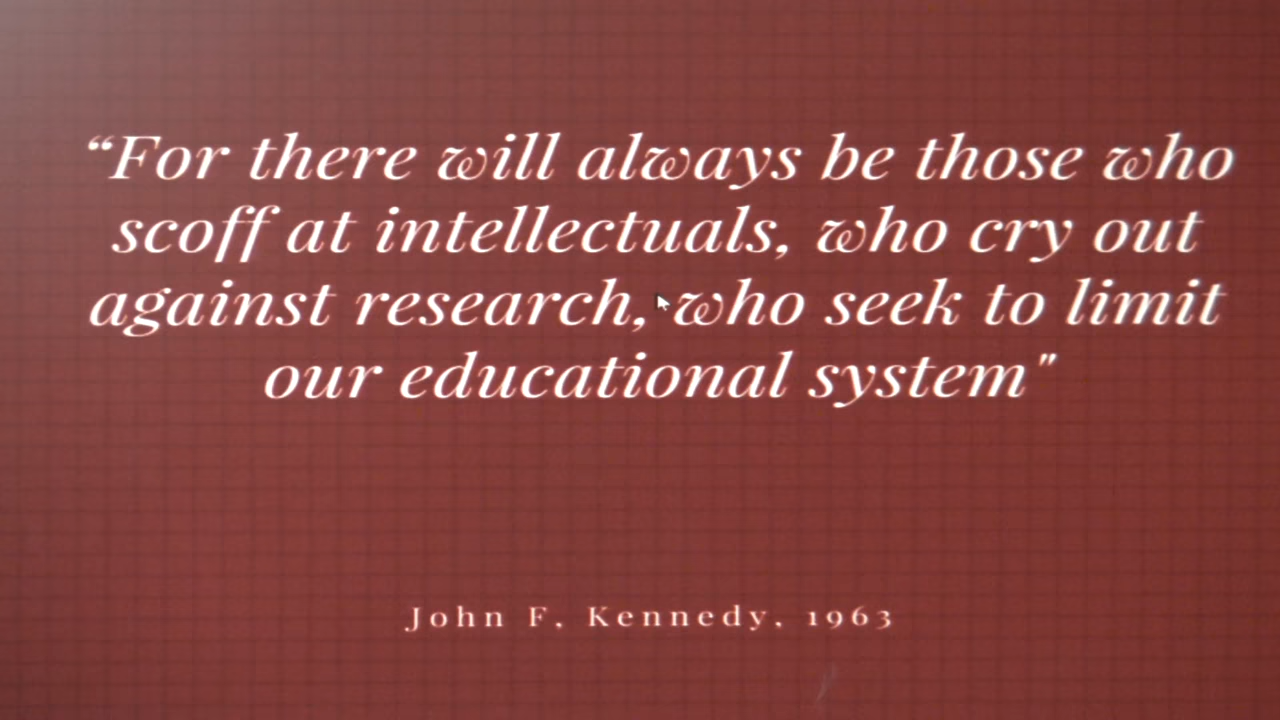 “For there will always be those who
scoff at intellectuals, who cry out
against research, who seek to limit
our educational system"
John F, Kennedy, 1963